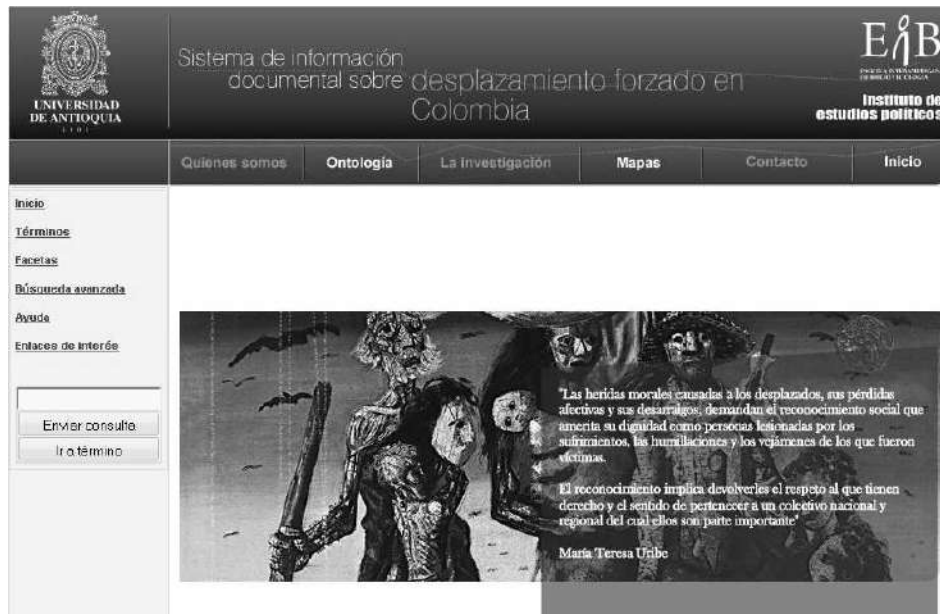 UNIVERSIDAD
DE ANTIOQUIA
Sistema de información
documental sobre desplazamiento forzado en
Colombia
EIB
Instituto de
estudios políticos
Quienes somos
Ontología
La investigación
Mapas
Contacto
Inicio
Inicio
Términos
Facetas
Búsqueda avanzada
Ayuda
Enlaces de interés
Enviar consulta
Ir a término
"Las heridas morales causadas a los desplazados, sus pérdidas
afectivas y sus desarraigos, demandan el reconocimiento social que
amerita su dignidad como personas lesionadas por los
sufrimientos, las humillaciones y los vejámenes de los que fueron
víctimas.
El reconocimiento implica devolverles el respeto al que tienen
derecho y el sentido de pertenecer a un colectivo nacional y
regional del cual ellos son parte importante"
María Teresa Uribe